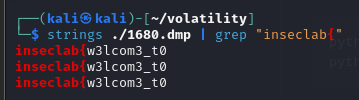 ┌──(kali㉿kali)-[~/volatility]
└─$ strings ./1680.dmp | grep "inseclab{"
inseclab{w3lcom3_t0
inseclab{w3lcom3_t0
inseclab{w3lcom3_t0